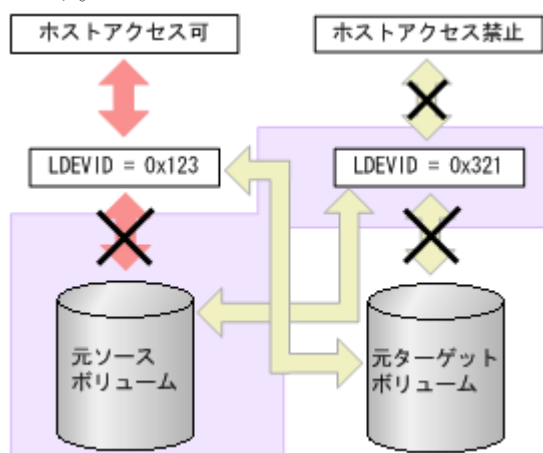 ホストアクセス可
ホストアクセス禁止
LDEVID = 0x123
LDEVID = 0x321
元ソース
ボリューム
元ターゲット
ボリューム